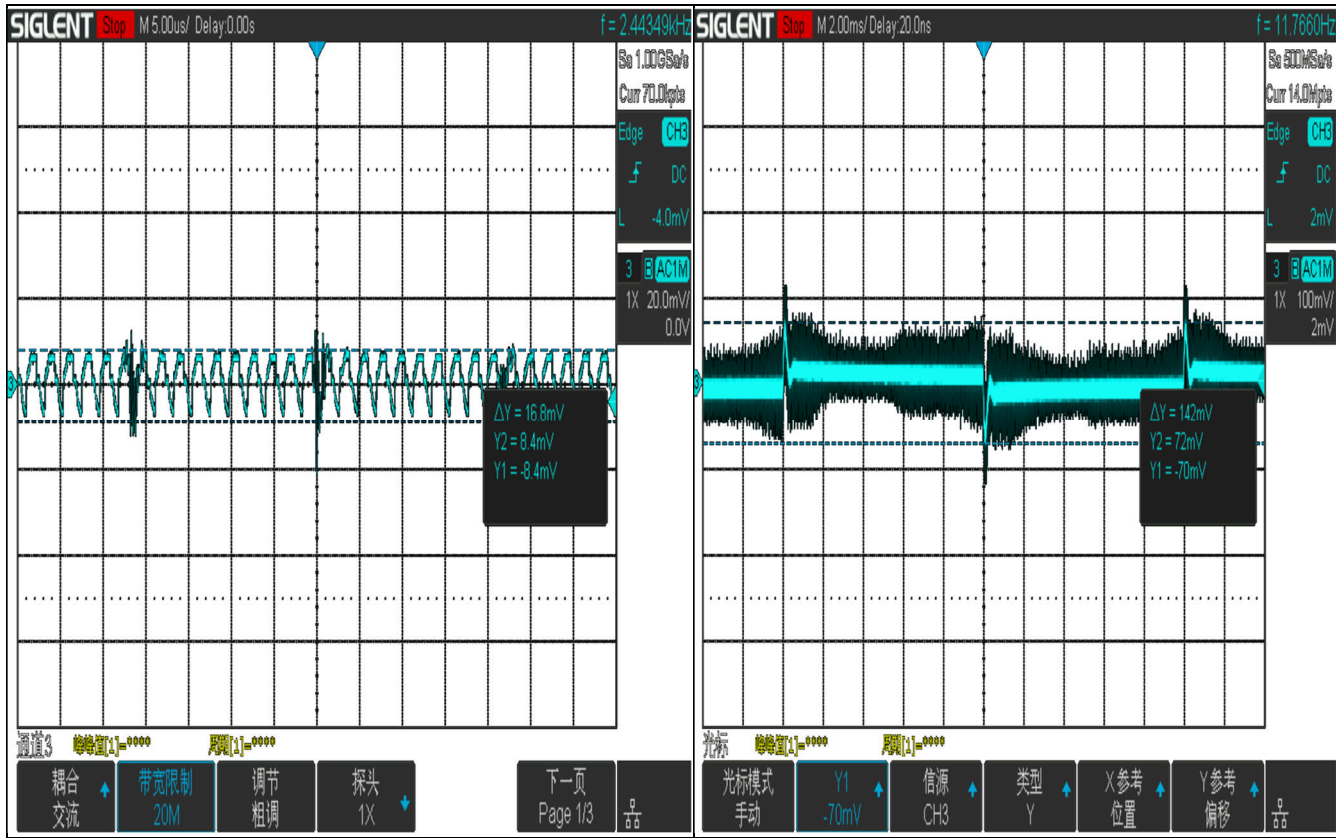 SIGLENT Stop M 5.00us/ Delay:0.00s f = 2.44349kHz
Sa 1.00GSa/s
Curr 70.0kpts
Edge CH3
DC
L -4.0mV
3 B AC1M
1X 20.0mV/
0.0V
3
ΔY = 16.8mV
Y2 = 8.4mV
Y1 = -8.4mV
通道3 峰峰值[1]=**** 周期[1]=****
耦合 带宽限制 调节 探头 下一页
交流 20M 粗调 1X Page 1/3
SIGLENT Stop M 2.00ms/ Delay:20.0ns f = 11.7660Hz
Sa 500MSa/s
Curr 14.0Mpts
Edge CH3
DC
L 2mV
3 B AC1M
1X 100mV/
2mV
3
ΔY = 142mV
Y2 = 72mV
Y1 = -70mV
光标 峰峰值[1]=**** 周期[1]=****
光标模式 Y1 信源 类型 X参考 Y参考
手动 -70mV CH3 Y 位置 偏移